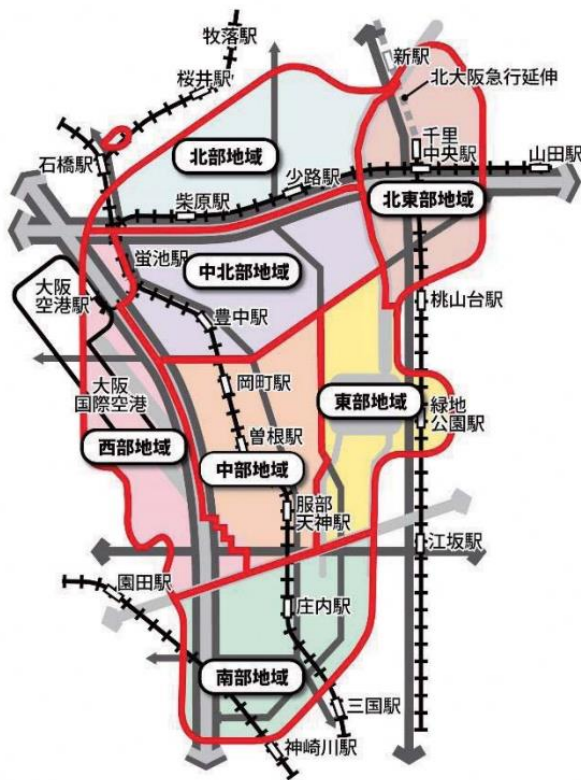 牧落駅
新駅
桜井駅
北大阪急行延伸
石橋駅
北部地域
千里
中央駅
山田駅
少路駅
柴原駅
北東部地域
蛍池駅
中北部地域
大阪
空港駅
豊中駅
桃山台駅
大阪
国際空港
岡町駅
東部地域
緑地
公園駅
西部地域
曽根駅
中部地域
服部
天神駅
江坂駅
園田駅
庄内駅
南部地域
三国駅
神崎川駅